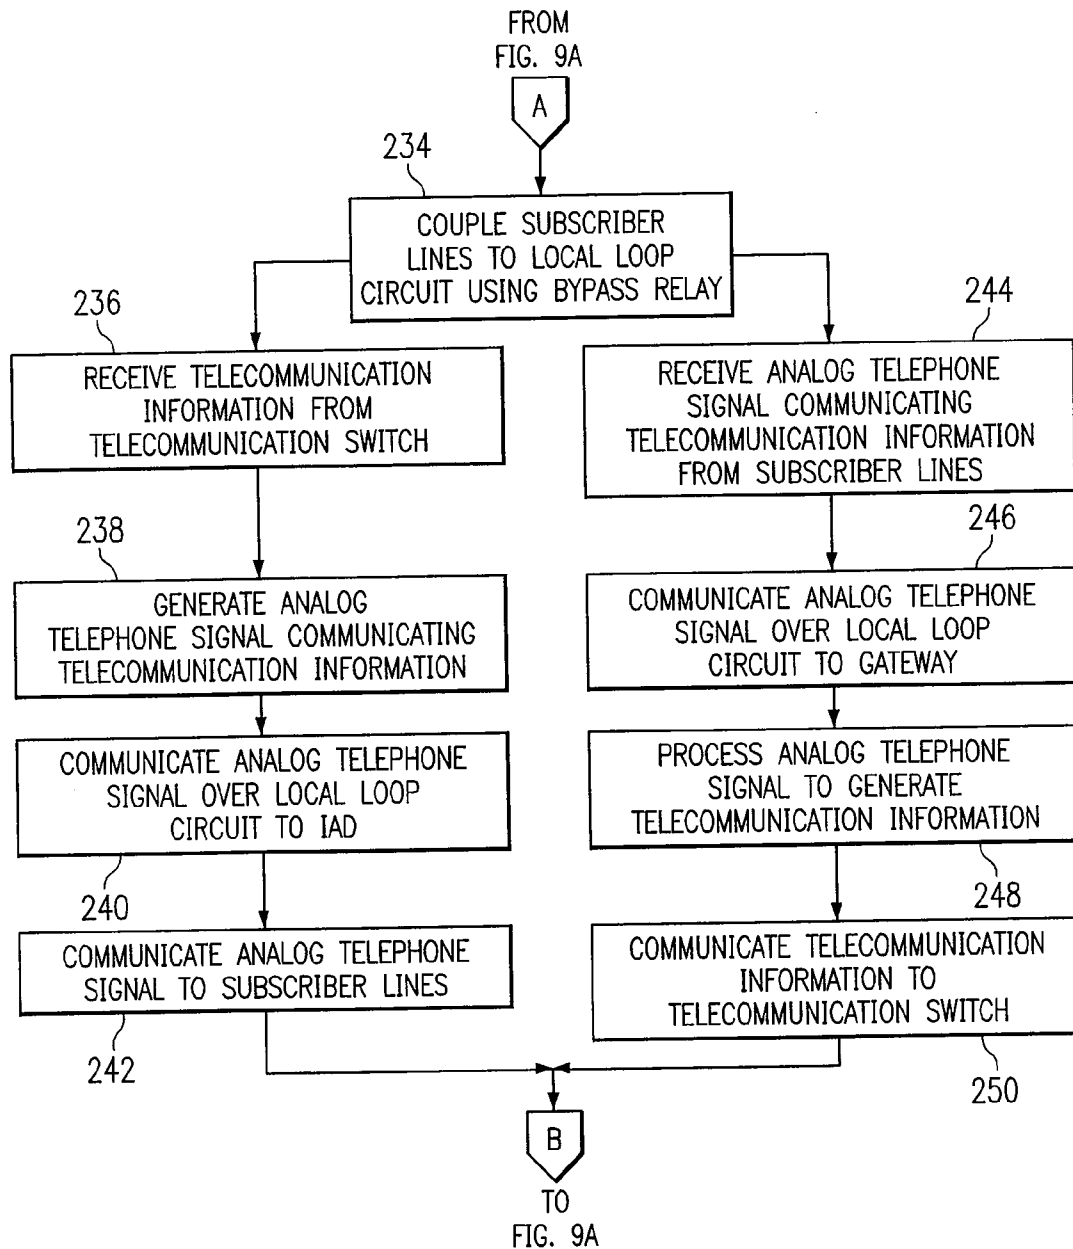 FROM
FIG. 9A
A
234
COUPLE SUBSCRIBER
LINES TO LOCAL LOOP
CIRCUIT USING BYPASS RELAY
236
RECEIVE TELECOMMUNICATION
INFORMATION FROM
TELECOMMUNICATION SWITCH
238
GENERATE ANALOG
TELEPHONE SIGNAL COMMUNICATING
TELECOMMUNICATION INFORMATION
COMMUNICATE ANALOG TELEPHONE
SIGNAL OVER LOCAL LOOP
CIRCUIT TO IAD
240
COMMUNICATE ANALOG TELEPHONE
SIGNAL TO SUBSCRIBER LINES
242
244
RECEIVE ANALOG TELEPHONE
SIGNAL COMMUNICATING
TELECOMMUNICATION INFORMATION
FROM SUBSCRIBER LINES
246
COMMUNICATE ANALOG TELEPHONE
SIGNAL OVER LOCAL LOOP
CIRCUIT TO GATEWAY
PROCESS ANALOG TELEPHONE
SIGNAL TO GENERATE
TELECOMMUNICATION INFORMATION
248
COMMUNICATE TELECOMMUNICATION
INFORMATION TO
TELECOMMUNICATION SWITCH
250
B
TO
FIG. 9A